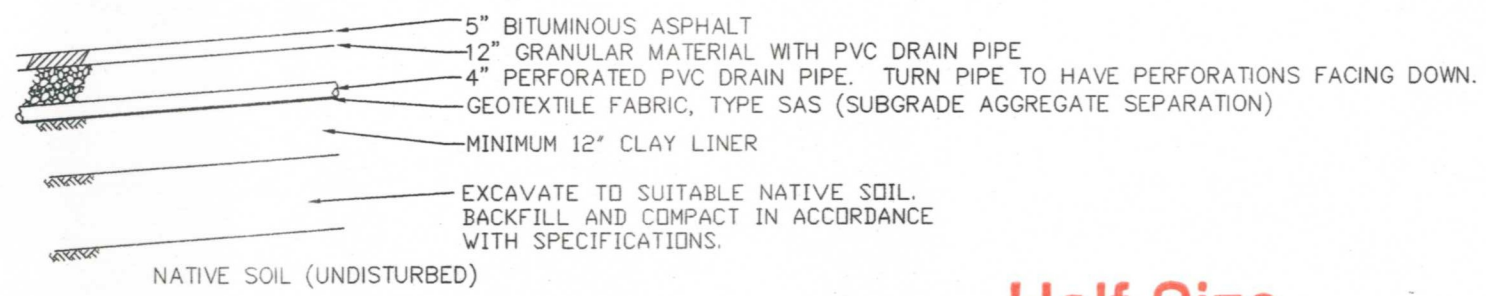 5" BITUMINOUS ASPHALT
12" GRANULAR MATERIAL WITH PVC DRAIN PIPE
4" PERFORATED PVC DRAIN PIPE. TURN PIPE TO HAVE PERFORATIONS FACING DOWN.
GEOTEXTILE FABRIC, TYPE SAS (SUBGRADE AGGREGATE SEPARATION)
MINIMUM 12" CLAY LINER
EXCAVATE TO SUITABLE NATIVE SOIL.
BACKFILL AND COMPACT IN ACCORDANCE
WITH SPECIFICATIONS.
NATIVE SOIL (UNDISTURBED)
Half Size